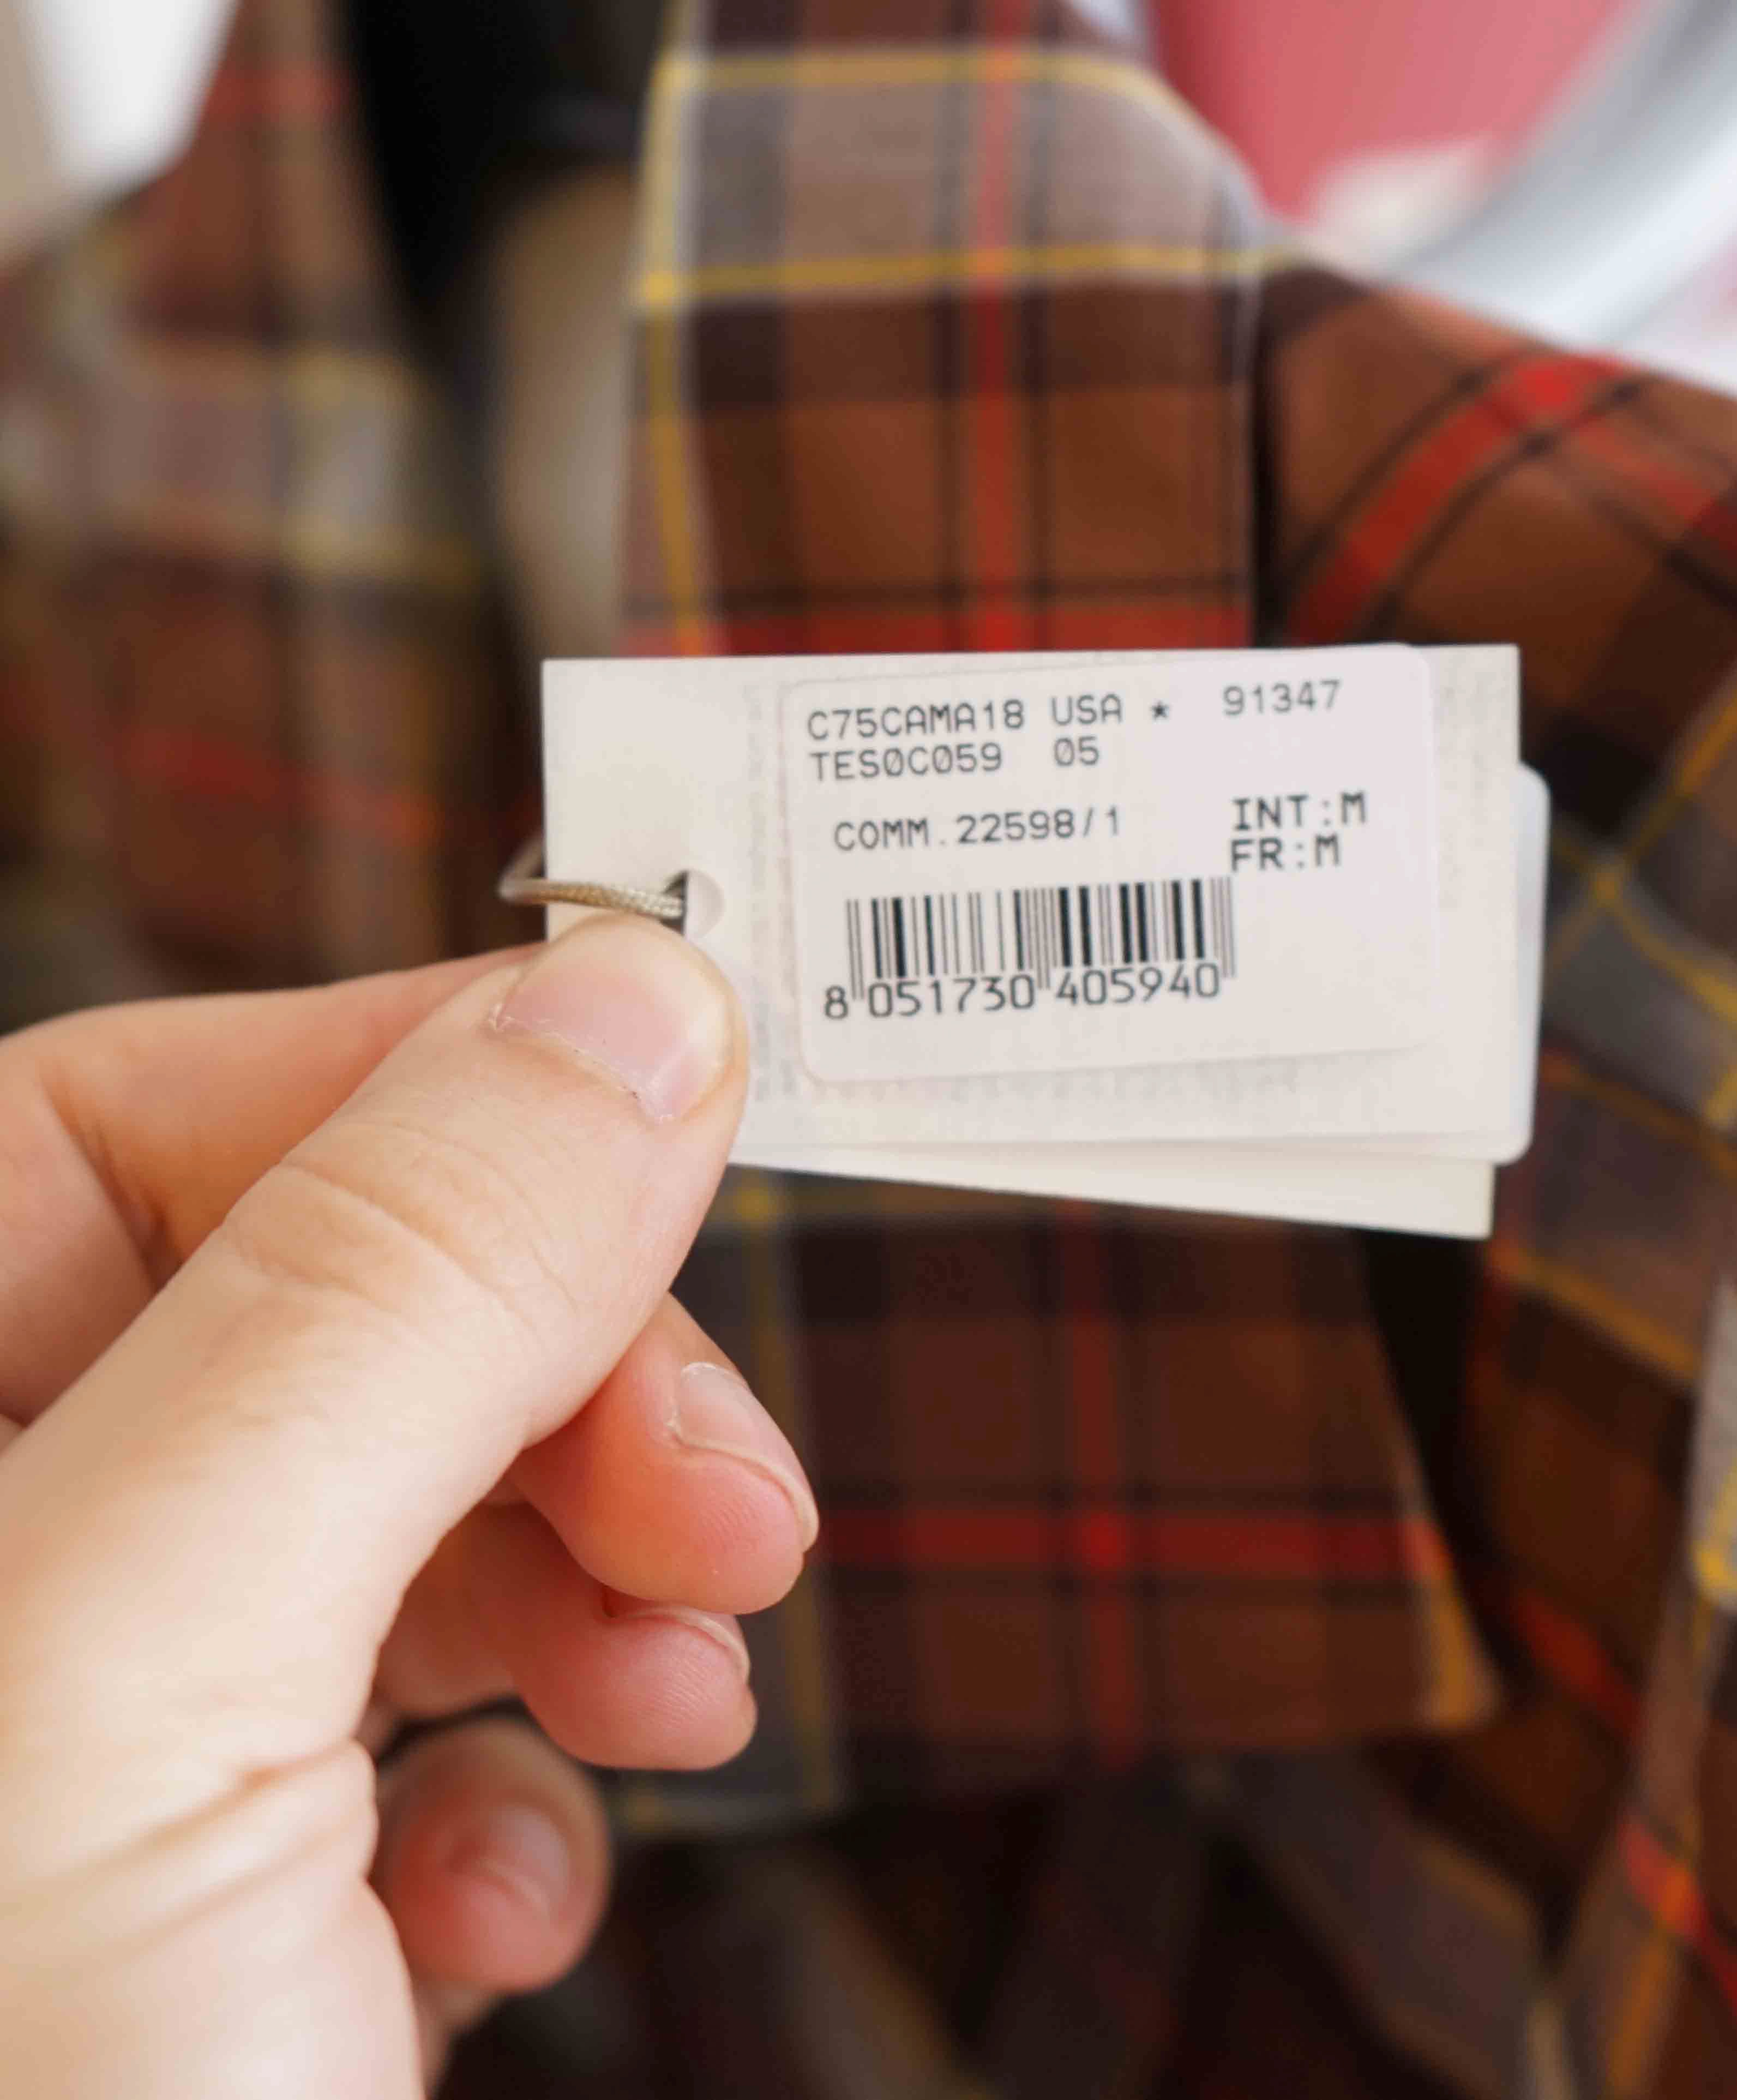 C75CAMA18 USA * 91347
TES0C059 05
COMM.22598/1 INT:M
FR:M
8 051730 405940